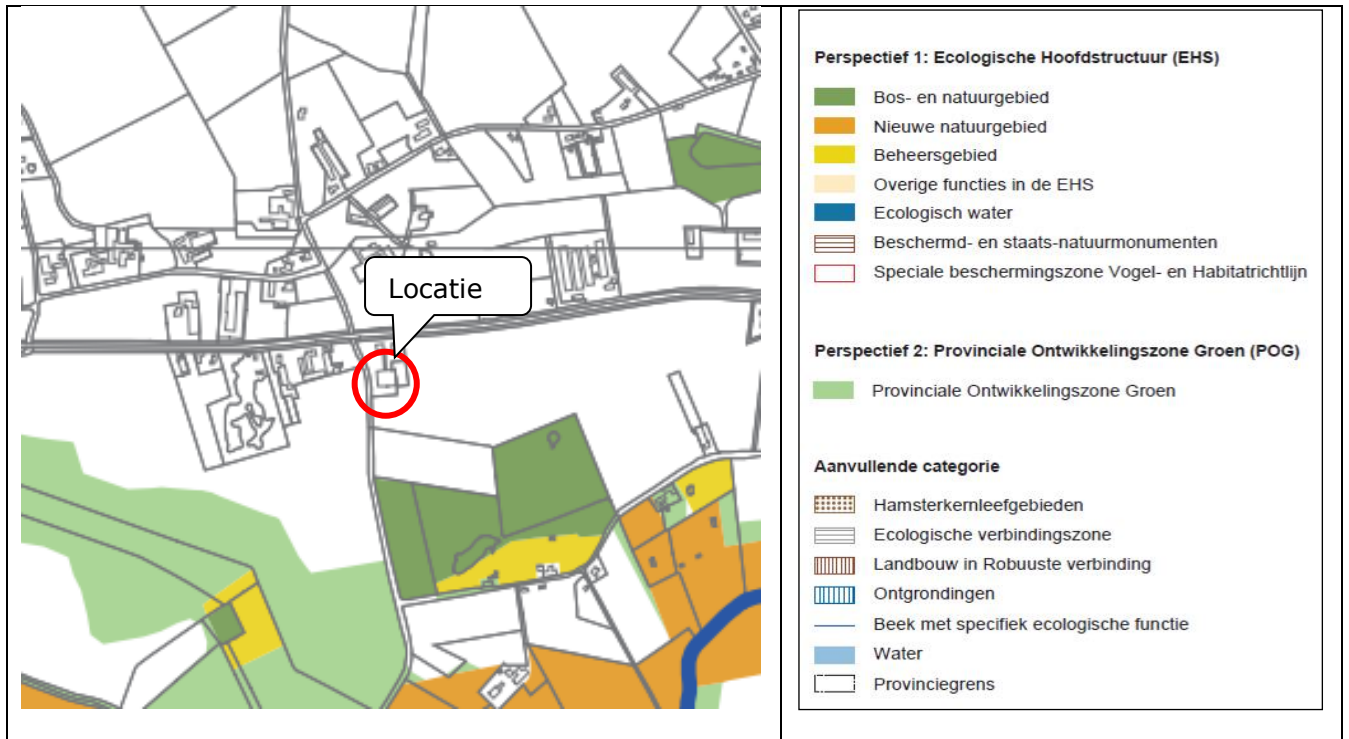 Locatie
Perspectief 1: Ecologische Hoofdstructuur (EHS)
Bos- en natuurgebied
Nieuwe natuurgebied
Beheersgebied
Overige functies in de EHS
Ecologisch water
Beschermd- en staats-natuurmonumenten
Speciale beschermingszone Vogel- en Habitatrichtlijn
Perspectief 2: Provinciale Ontwikkelingszone Groen (POG)
Provinciale Ontwikkelingszone Groen
Aanvullende categorie
Hamsterkernleefgebieden
Ecologische verbindingszone
Landbouw in Robuuste verbinding
Ontgrondingen
Beek met specifiek ecologische functie
Water
Provinciegrens